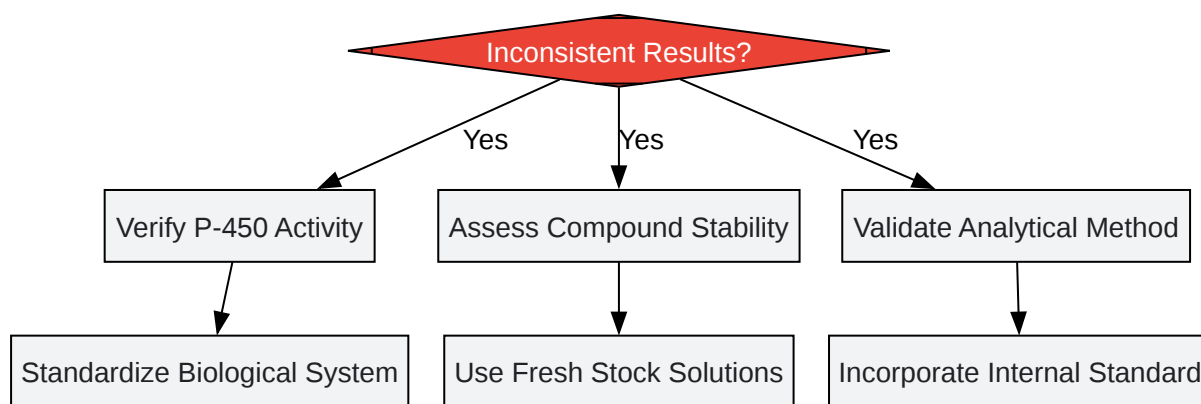 Inconsistent Results?
Yes
Yes
Yes
Verify P-450 Activity
Assess Compound Stability
Validate Analytical Method
Standardize Biological System
Use Fresh Stock Solutions
Incorporate Internal Standard